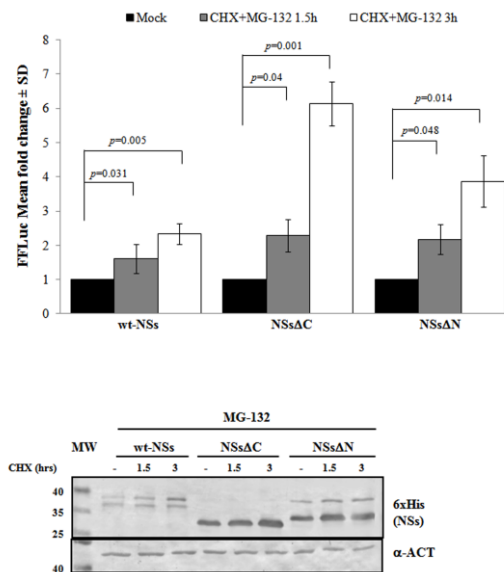 Mock CHX+MG-132 1.5h CHX+MG-132 3h
FFLuc Mean fold change ± SD
8
7
6
5
4
3
2
1
0
p=0.031
p=0.005
p=0.04
p=0.001
p=0.048
p=0.014
wt-NSs NSsΔC NSsΔN
MG-132
MW wt-NSs NSsΔC NSsΔN
CHX (hrs) - 1.5 3 - 1.5 3 - 1.5 3
40
35
25
40
6xHis
(NSs)
α-ACT